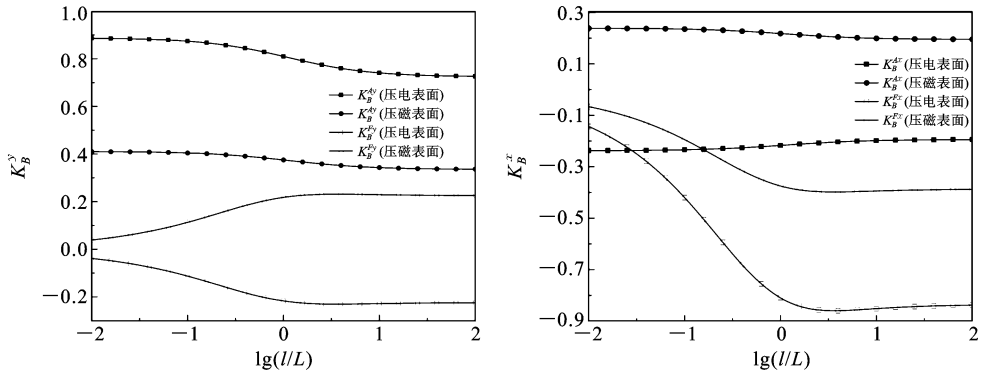 1.0
0.8
0.6
0.4
0.2
0.0
−0.2
K_B^y
K_B^{Ay} (压电表面)
K_B^{Ay} (压磁表面)
K_B^{Fy} (压电表面)
K_B^{Fy} (压磁表面)
−2 −1 0 1 2
lg(l/L)
0.3
0.1
−0.1
−0.3
−0.5
−0.7
−0.9
K_B^x
K_B^{Ax} (压电表面)
K_B^{Ax} (压磁表面)
K_B^{Fx} (压电表面)
K_B^{Fx} (压磁表面)
−2 −1 0 1 2
lg(l/L)